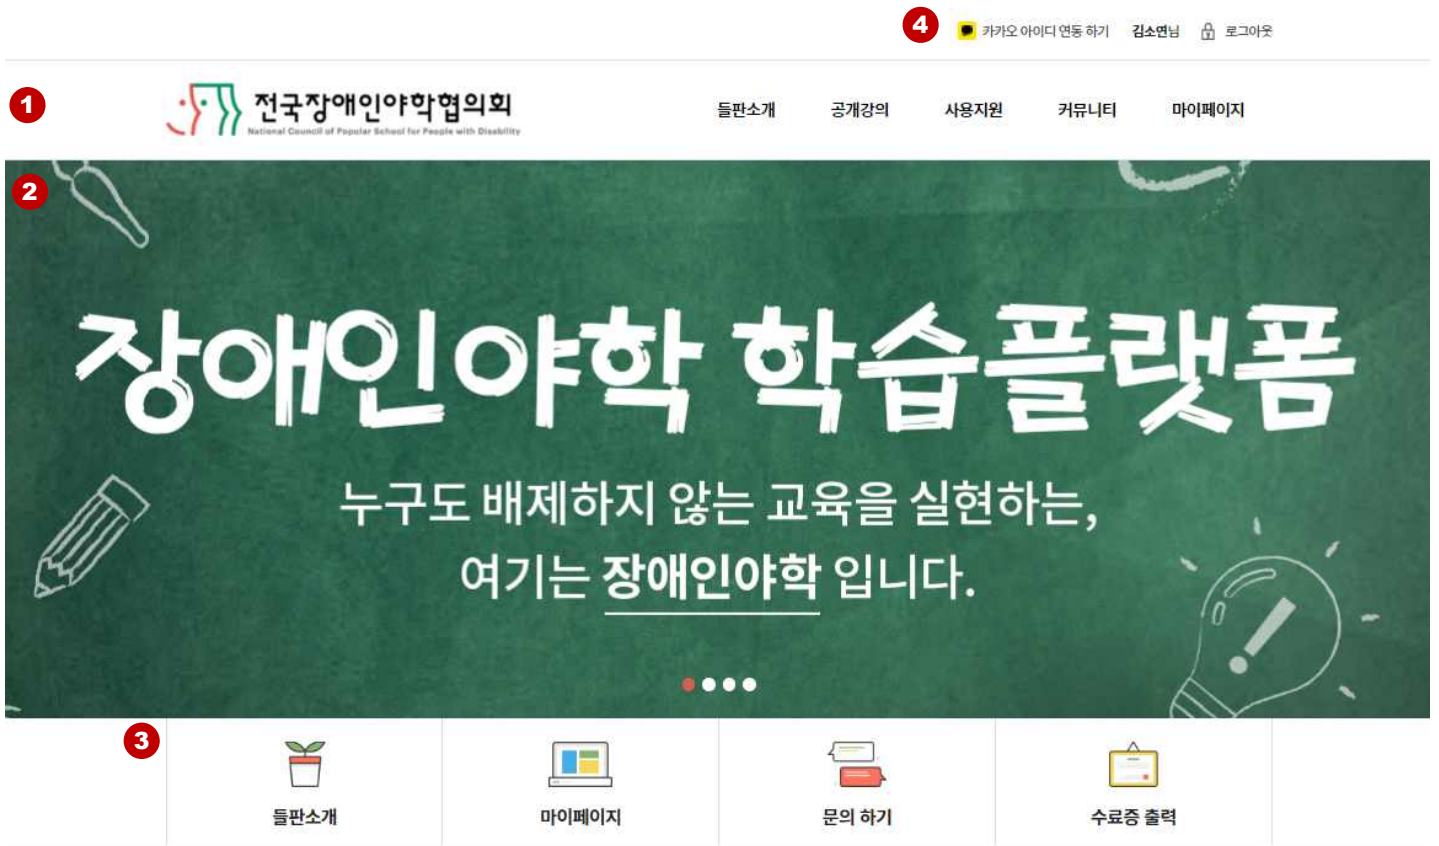 4 카카오 아이디 연동 하기 김소연님 로그아웃
1 전국장애인야학협의회
National Council of Popular School for People with Disability
들판소개 공개강의 사용지원 커뮤니티 마이페이지
2
장애인야학 학습플랫폼
누구도 배제하지 않는 교육을 실현하는,
여기는 장애인야학 입니다.
3
들판소개 마이페이지 문의 하기 수료증 출력